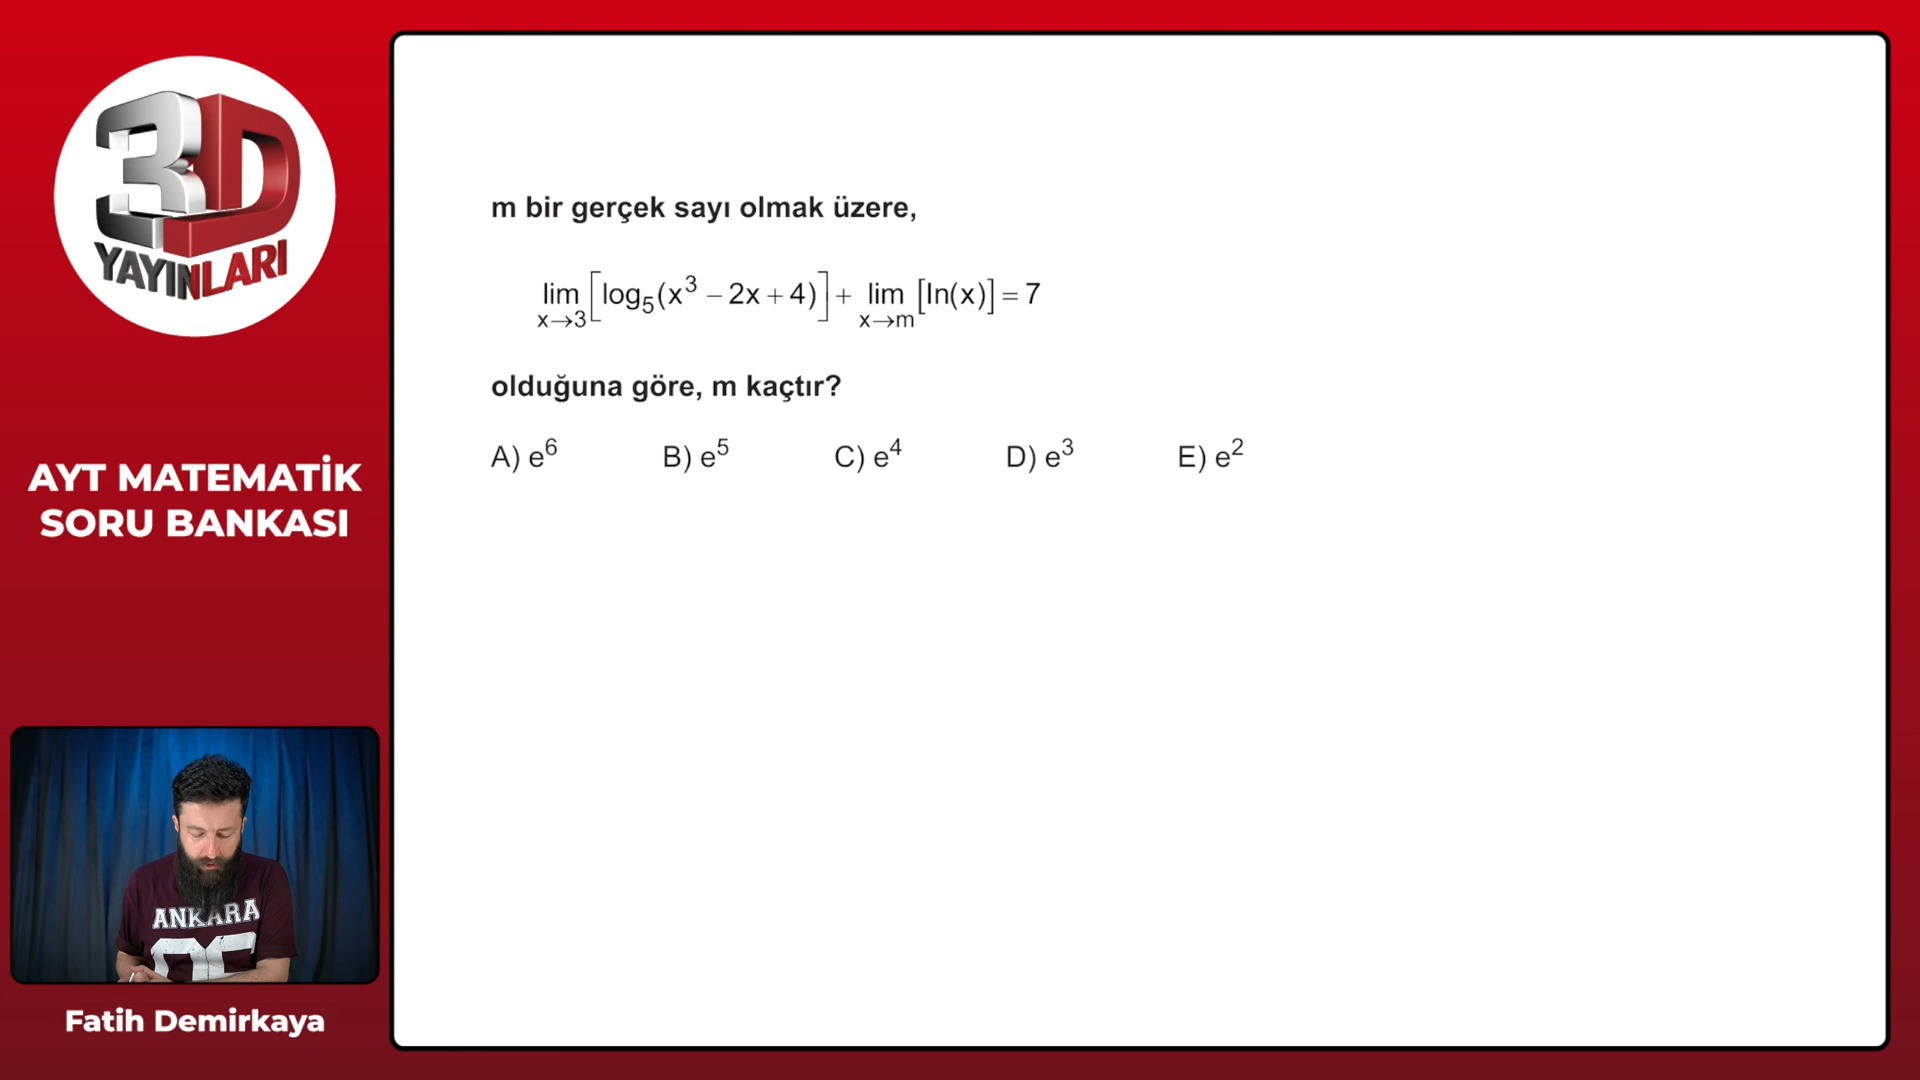 3D
YAYINLARI
AYT MATEMATİK
SORU BANKASI
m bir gerçek sayı olmak üzere,
lim x→3 [log₅(x³ – 2x + 4)] + lim x→m [ln(x)] = 7
olduğuna göre, m kaçtır?
A) e⁶ B) e⁵ C) e⁴ D) e³ E) e²
ANKARA
Fatih Demirkaya